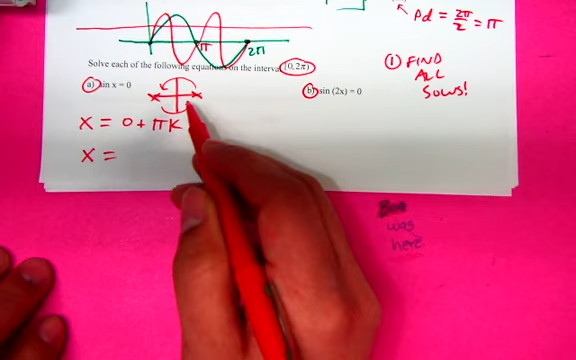 Pd = 2π/2 = π
π
2π
Solve each of the following equations on the interval [0, 2π)
① FIND
ALL
SOLNS!
a) sin x = 0
b) sin (2x) = 0
X = 0 + πK
X =
was
here